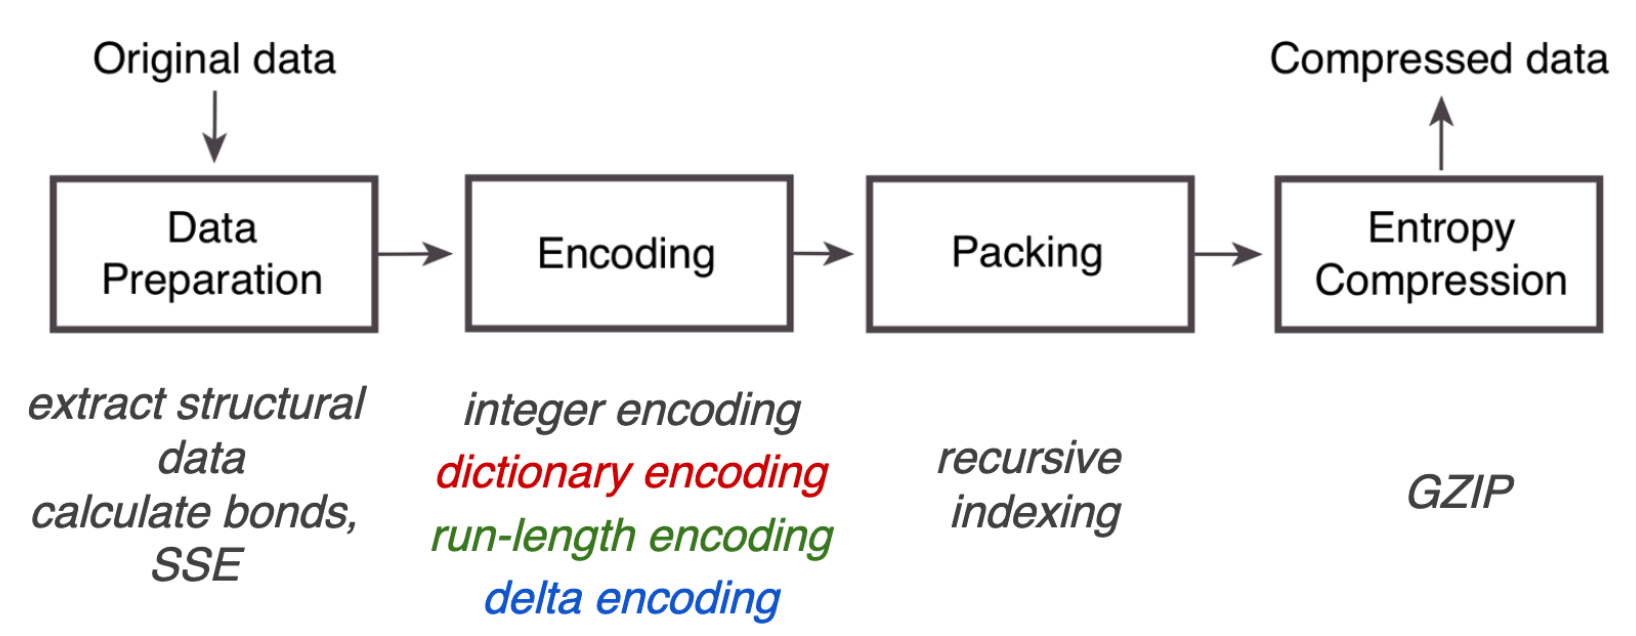 Original data
Compressed data
Data
Preparation
Encoding
Packing
Entropy
Compression
extract structural
data
calculate bonds,
SSE
integer encoding
dictionary encoding
run-length encoding
delta encoding
recursive
indexing
GZIP